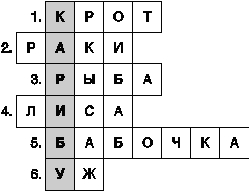 1. КРОТ
2. РАКИ
3. РЫБА
4. ЛИСА
5. БАБОЧКА
6. УЖ